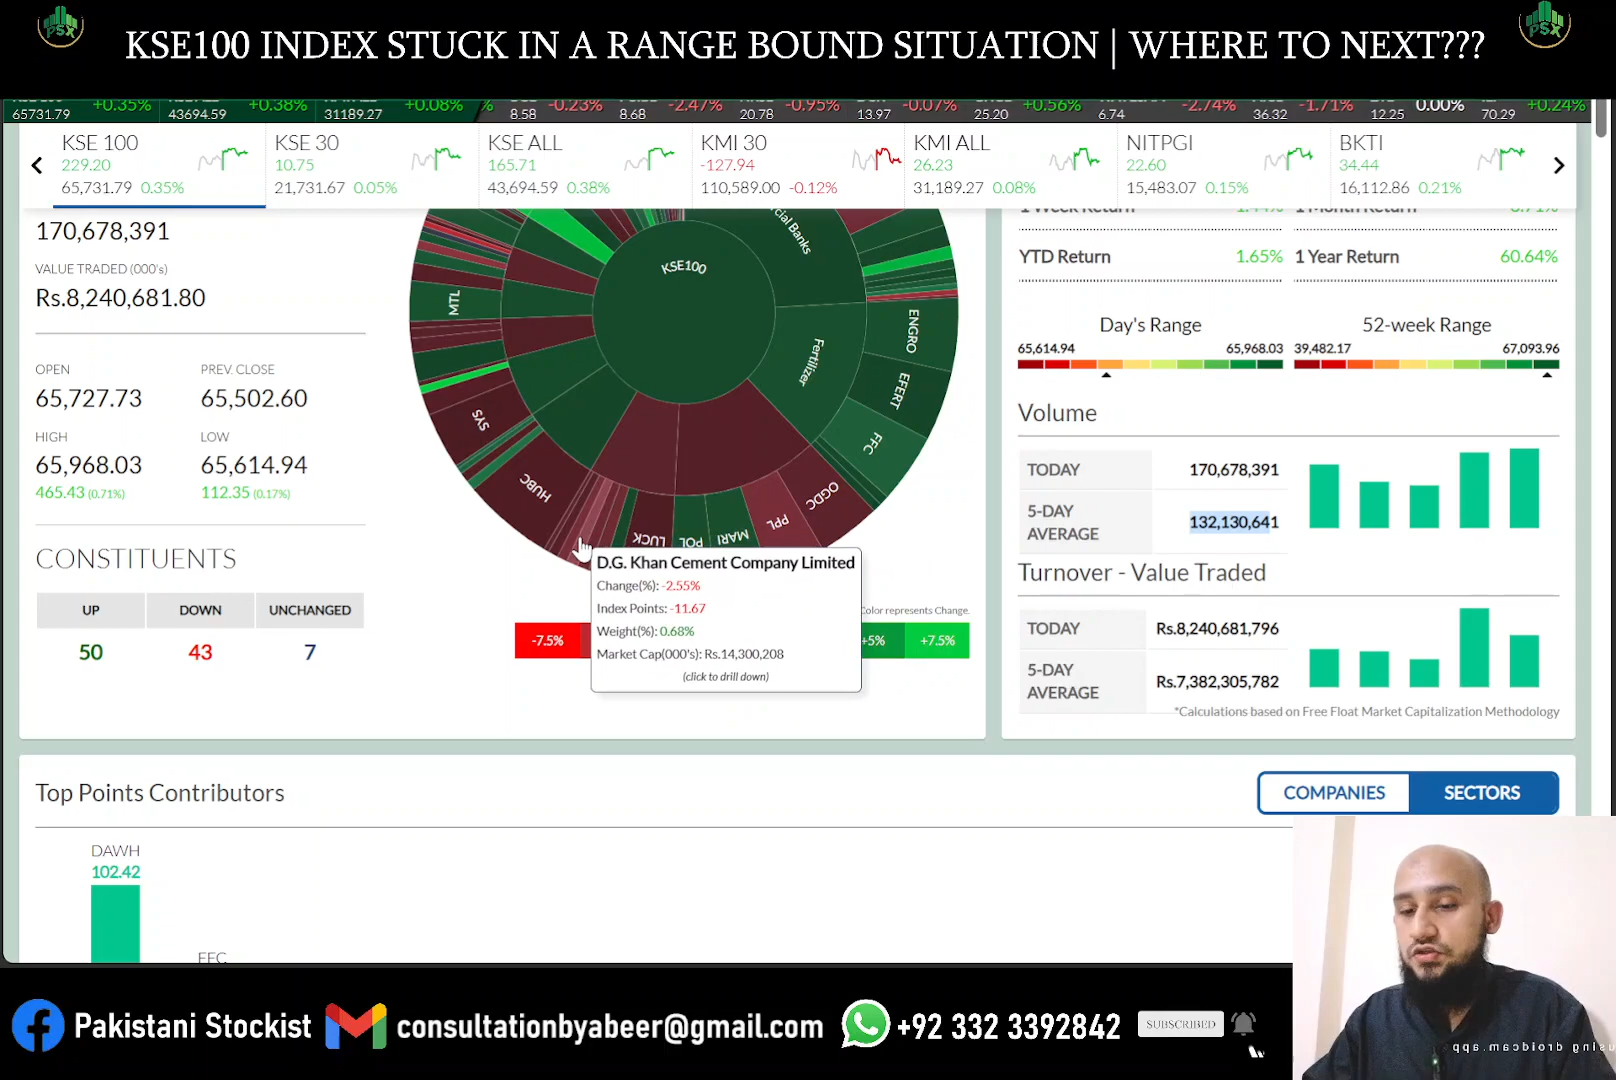 PSX
KSE100 INDEX STUCK IN A RANGE BOUND SITUATION | WHERE TO NEXT???
PSX
+0.35% +0.38% +0.08% % -0.23% -2.47% -0.95% -0.07% +0.56% -2.74% -1.71% 0.00% +0.24%
65731.79 43694.59 31189.27 8.58 8.68 20.78 13.97 25.20 6.74 36.32 12.25 70.29
KSE 100
229.20
65,731.79 0.35%
KSE 30
10.75
21,731.67 0.05%
KSE ALL
165.71
43,694.59 0.38%
KMI 30
-127.94
110,589.00 -0.12%
KMI ALL
26.23
31,189.27 0.08%
NITPGI
22.60
15,483.07 0.15%
BKTI
34.44
16,112.86 0.21%
170,678,391
VALUE TRADED (000's)
Rs.8,240,681.80
OPEN
65,727.73
PREV. CLOSE
65,502.60
HIGH
65,968.03
465.43 (0.71%)
LOW
65,614.94
112.35 (0.17%)
CONSTITUENTS
UP DOWN UNCHANGED
50 43 7
KSE100
cial Banks
Fertilizer
ENGRO
EFERT
FFC
OGDC
PPL
MARI
POL
LUCK
HUBC
SYS
MTL
D.G. Khan Cement Company Limited
Change(%): -2.55%
Index Points: -11.67
Weight(%): 0.68%
Market Cap(000's): Rs.14,300,208
(click to drill down)
Color represents Change.
-7.5% +5% +7.5%
1 Week Return 1 Month Return
YTD Return 1.65% 1 Year Return 60.64%
Day's Range
65,614.94 65,968.03
52-week Range
39,482.17 67,093.96
Volume
TODAY 170,678,391
5-DAY AVERAGE 132,130,641
Turnover - Value Traded
TODAY Rs.8,240,681,796
5-DAY AVERAGE Rs.7,382,305,782
*Calculations based on Free Float Market Capitalization Methodology
Top Points Contributors
COMPANIES SECTORS
DAWH
102.42
FFC
Pakistani Stockist consultationbyabeer@gmail.com +92 332 3392842 SUBSCRIBED
using droidcam.app